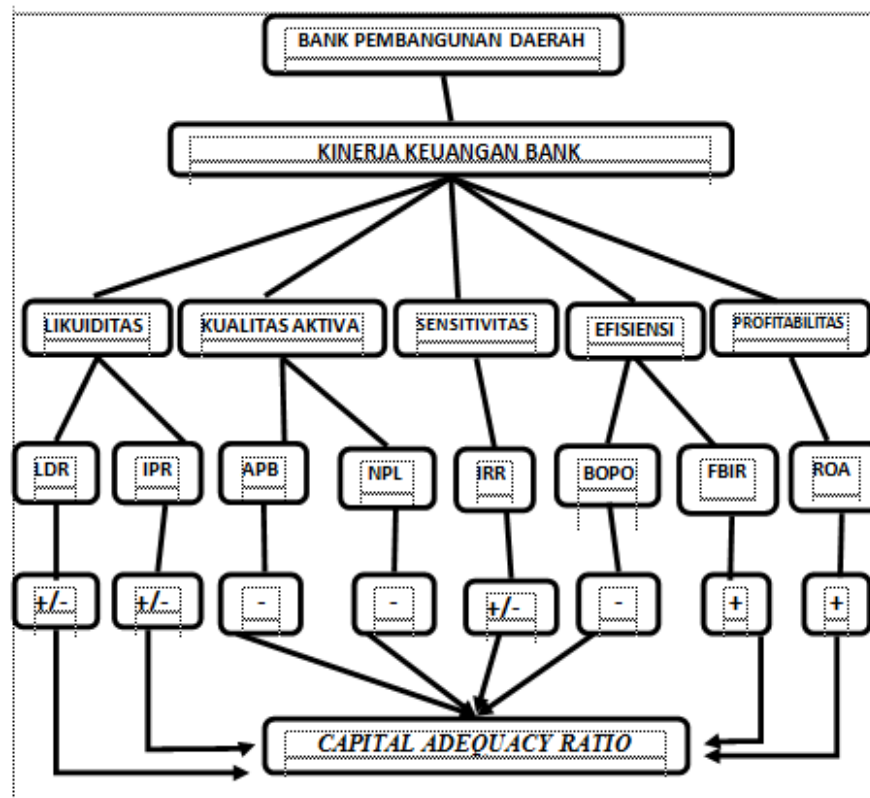 BANK PEMBANGUNAN DAERAH
KINERJA KEUANGAN BANK
LIKUIDITAS KUALITAS AKTIVA SENSITIVITAS EFISIENSI PROFITABILITAS
LDR IPR APB NPL IRR BOPO FBIR ROA
+/- +/- - - +/- - + +
CAPITAL ADEQUACY RATIO